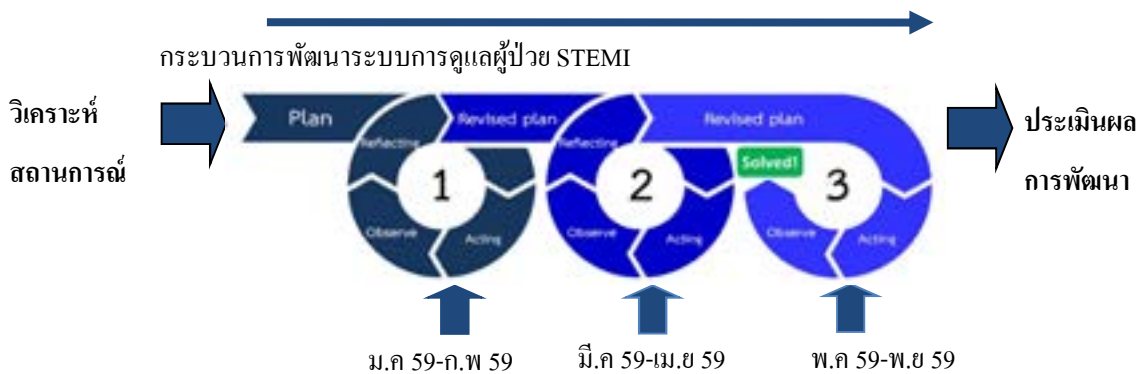 กระบวนการพัฒนาระบบการดูแลผู้ป่วย STEMI
วิเคราะห์
สถานการณ์
Plan
Revised plan
Revised plan
ประเมินผล
การพัฒนา
Reflecting
Reflecting
Solved!
1
2
3
Observe
Acting
Observe
Acting
Observe
Acting
ม.ค 59-ก.พ 59
มี.ค 59-เม.ย 59
พ.ค 59-พ.ย 59